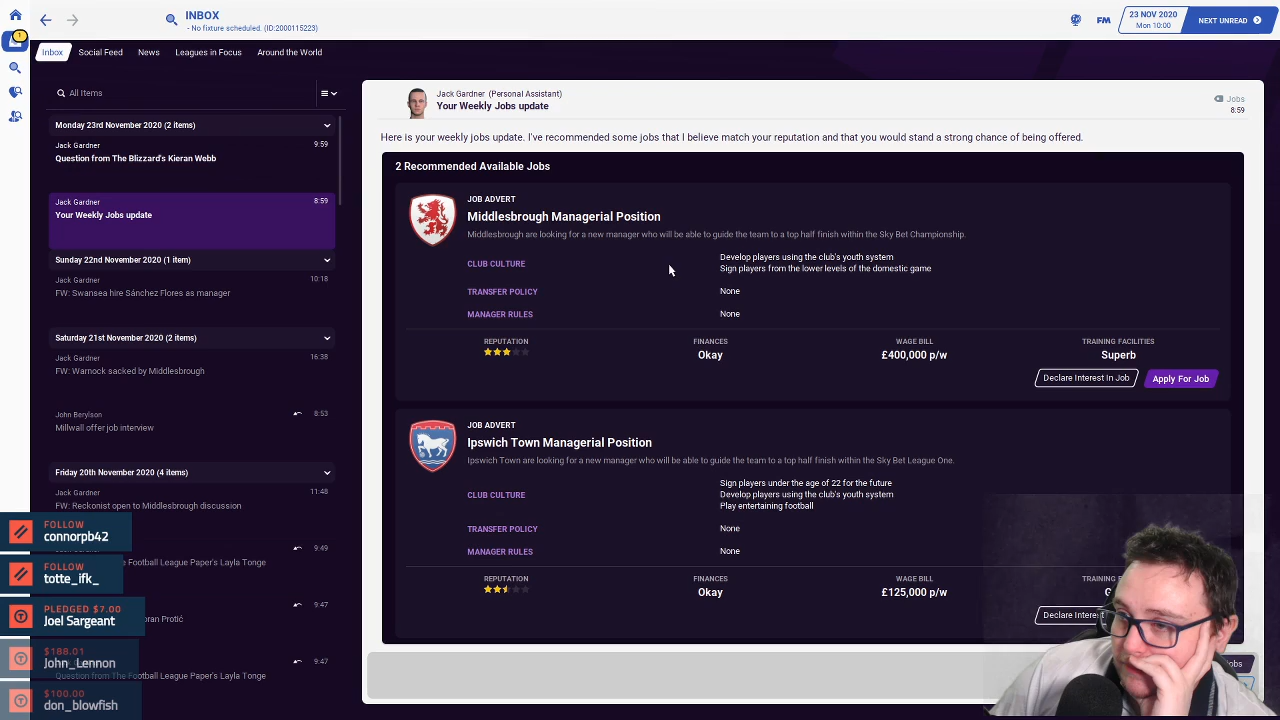 1
INBOX
- No fixture scheduled. (ID:2000115223)
FM
23 NOV 2020
Mon 10:00
NEXT UNREAD
Inbox
Social Feed
News
Leagues in Focus
Around the World
All Items
Monday 23rd November 2020 (2 items)
Jack Gardner
9:59
Question from The Blizzard's Kieran Webb
Jack Gardner
8:59
Your Weekly Jobs update
Sunday 22nd November 2020 (1 item)
Jack Gardner
10:18
FW: Swansea hire Sánchez Flores as manager
Saturday 21st November 2020 (2 items)
Jack Gardner
16:38
FW: Warnock sacked by Middlesbrough
John Berylson
8:53
Millwall offer job interview
Friday 20th November 2020 (4 items)
Jack Gardner
11:48
FW: Reckonist open to Middlesbrough discussion
9:49
The Football League Paper's Layla Tonge
9:47
Protić
9:47
Question from The Football League Paper's Layla Tonge
FOLLOW
connorpb42
FOLLOW
totte_ifk_
PLEDGED $7.00
Joel Sargeant
$188.01
John_Lennon
$100.00
don_blowfish
Jack Gardner (Personal Assistant)
Your Weekly Jobs update
Jobs
8:59
Here is your weekly jobs update. I've recommended some jobs that I believe match your reputation and that you would stand a strong chance of being offered.
2 Recommended Available Jobs
JOB ADVERT
Middlesbrough Managerial Position
Middlesbrough are looking for a new manager who will be able to guide the team to a top half finish within the Sky Bet Championship.
CLUB CULTURE
Develop players using the club's youth system
Sign players from the lower levels of the domestic game
TRANSFER POLICY
None
MANAGER RULES
None
REPUTATION
FINANCES
Okay
WAGE BILL
£400,000 p/w
TRAINING FACILITIES
Superb
Declare Interest In Job
Apply For Job
JOB ADVERT
Ipswich Town Managerial Position
Ipswich Town are looking for a new manager who will be able to guide the team to a top half finish within the Sky Bet League One.
CLUB CULTURE
Sign players under the age of 22 for the future
Develop players using the club's youth system
Play entertaining football
TRANSFER POLICY
None
MANAGER RULES
None
REPUTATION
FINANCES
Okay
WAGE BILL
£125,000 p/w
TRAINING
Declare Interest
Jobs